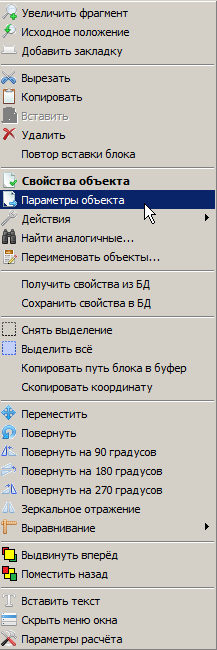 Увеличить фрагмент
Исходное положение
Добавить закладку
Вырезать
Копировать
Вставить
Удалить
Повтор вставки блока
Свойства объекта
Параметры объекта
Действия
Найти аналогичные...
Переименовать объекты...
Получить свойства из БД
Сохранить свойства в БД
Снять выделение
Выделить всё
Копировать путь блока в буфер
Скопировать координату
Переместить
Повернуть
Повернуть на 90 градусов
Повернуть на 180 градусов
Повернуть на 270 градусов
Зеркальное отражение
Выравнивание
Выдвинуть вперёд
Поместить назад
Вставить текст
Скрыть меню окна
Параметры расчёта